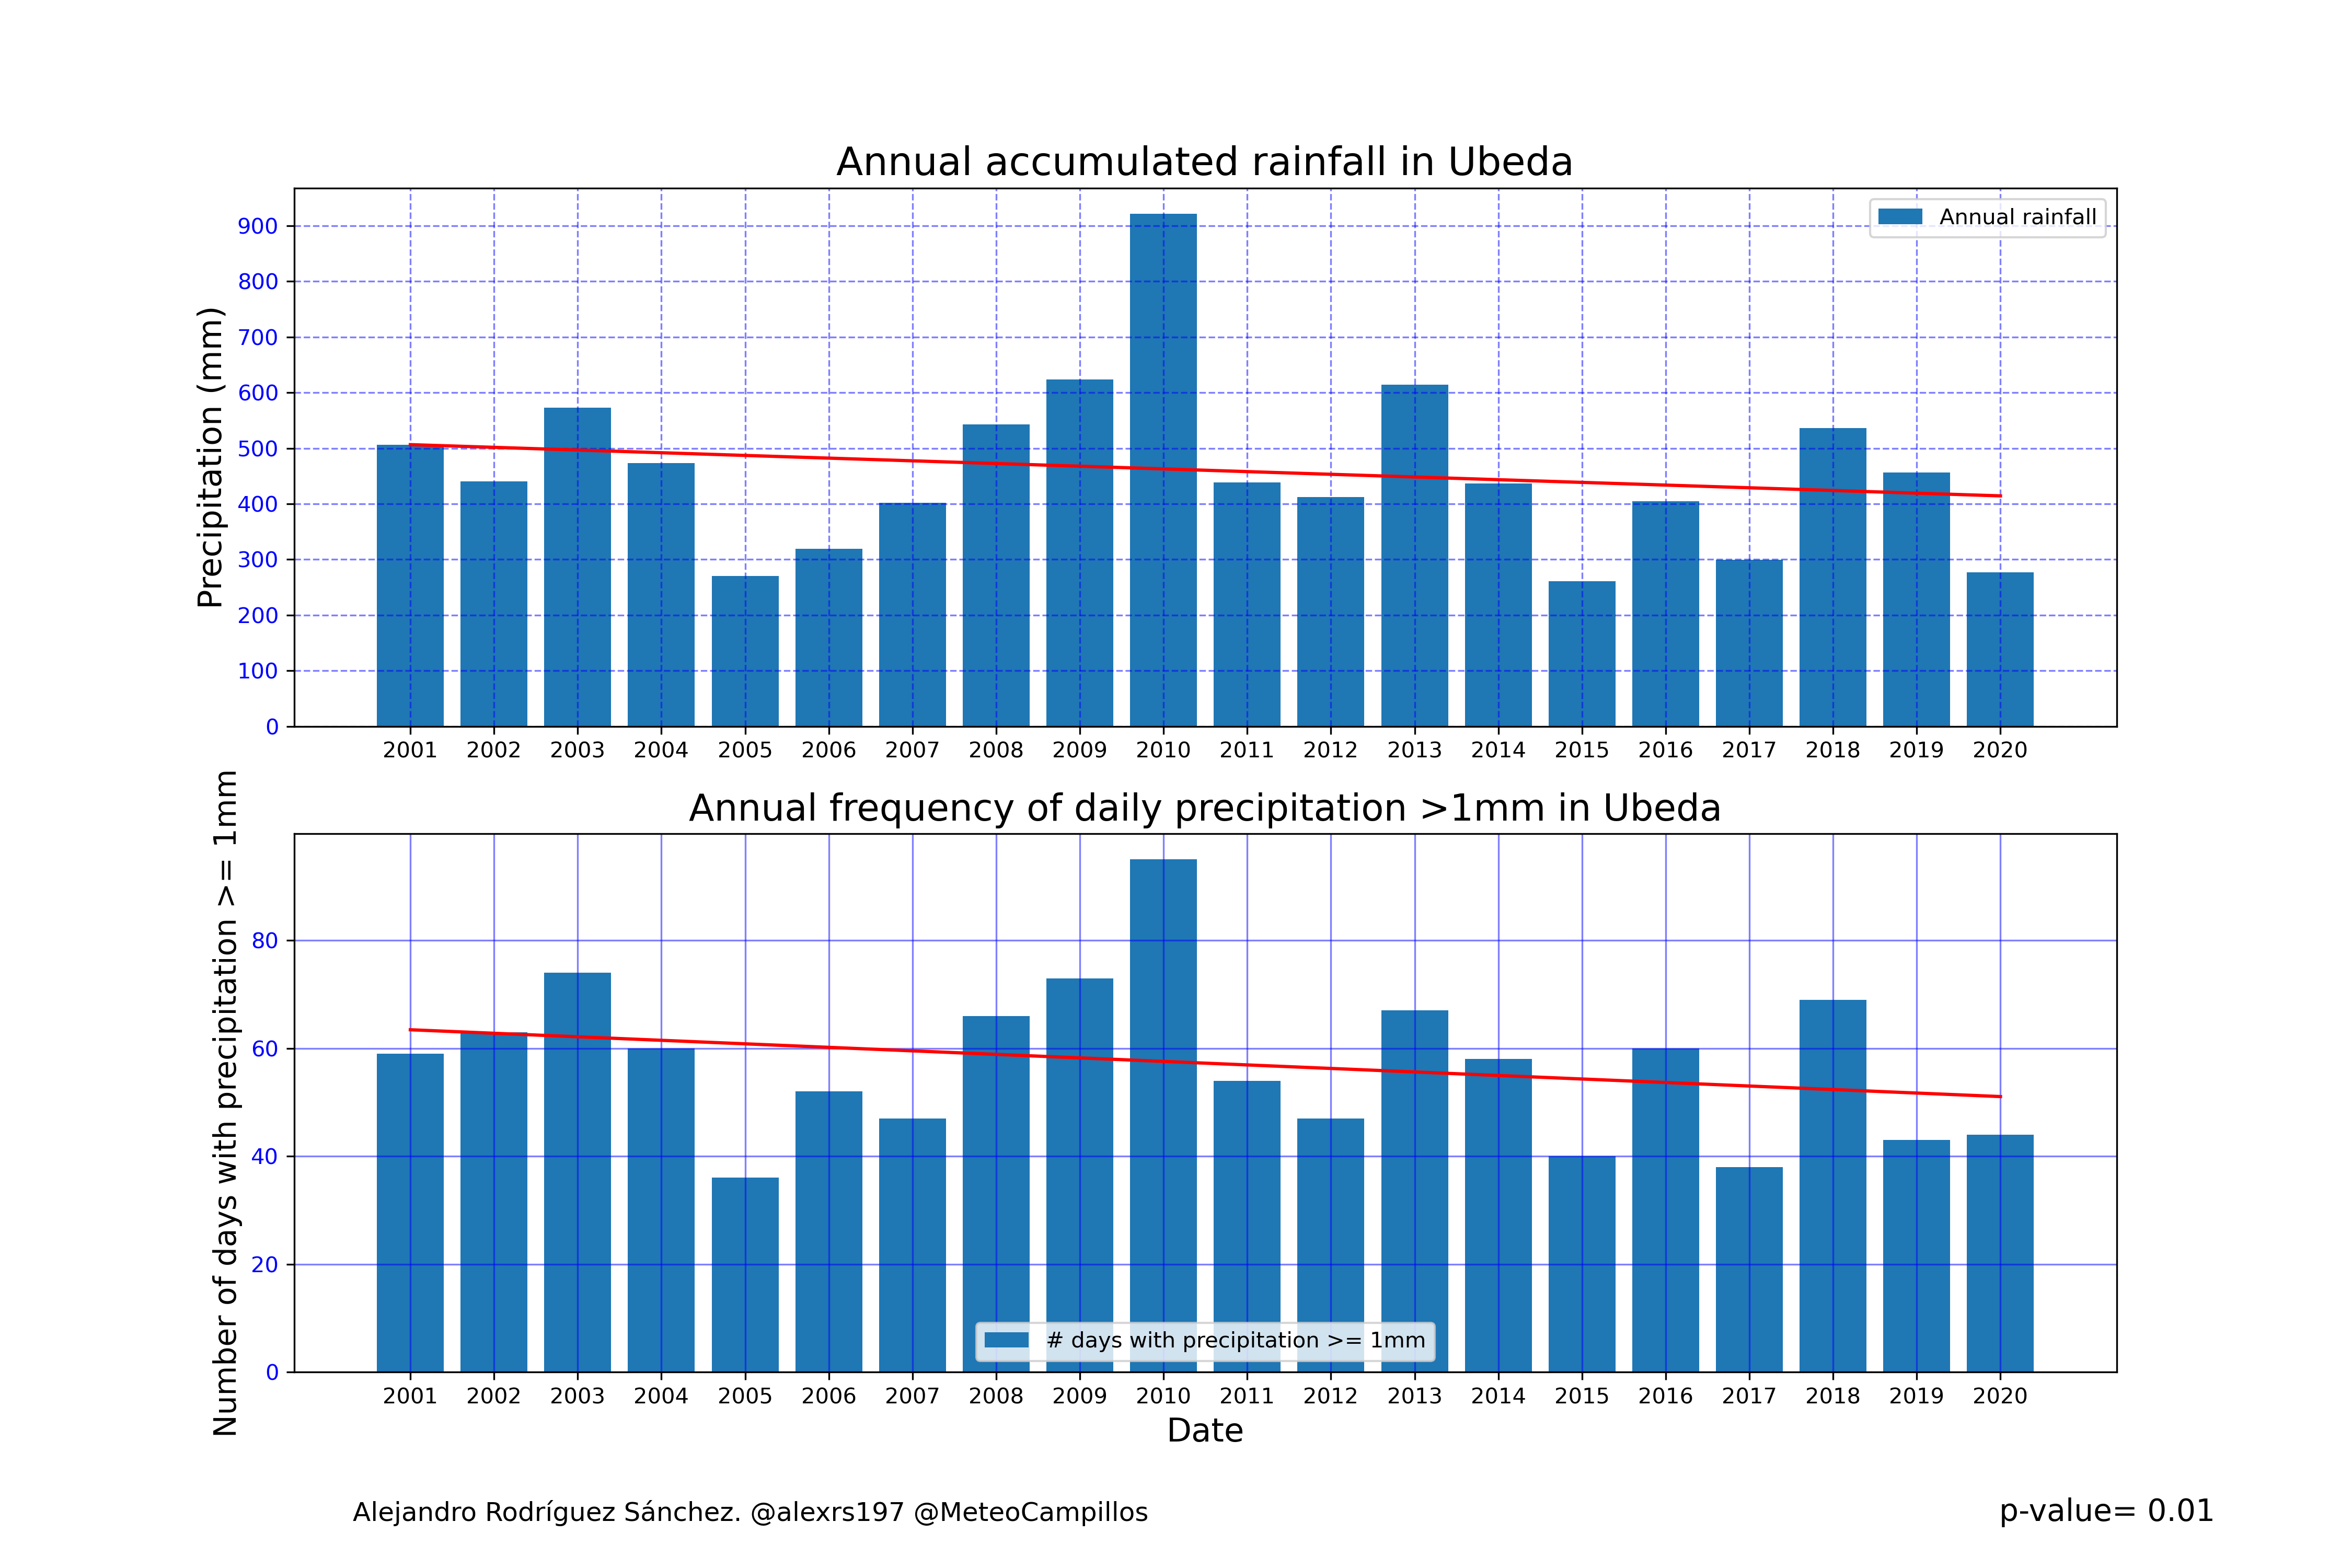 Annual accumulated rainfall in Ubeda
Precipitation (mm)
900
800
700
600
500
400
300
200
100
0
Annual rainfall
2001 2002 2003 2004 2005 2006 2007 2008 2009 2010 2011 2012 2013 2014 2015 2016 2017 2018 2019 2020
Annual frequency of daily precipitation >1mm in Ubeda
Number of days with precipitation >= 1mm
80
60
40
20
0
# days with precipitation >= 1mm
2001 2002 2003 2004 2005 2006 2007 2008 2009 2010 2011 2012 2013 2014 2015 2016 2017 2018 2019 2020
Date
Alejandro Rodríguez Sánchez. @alexrs197 @MeteoCampillos
p-value= 0.01